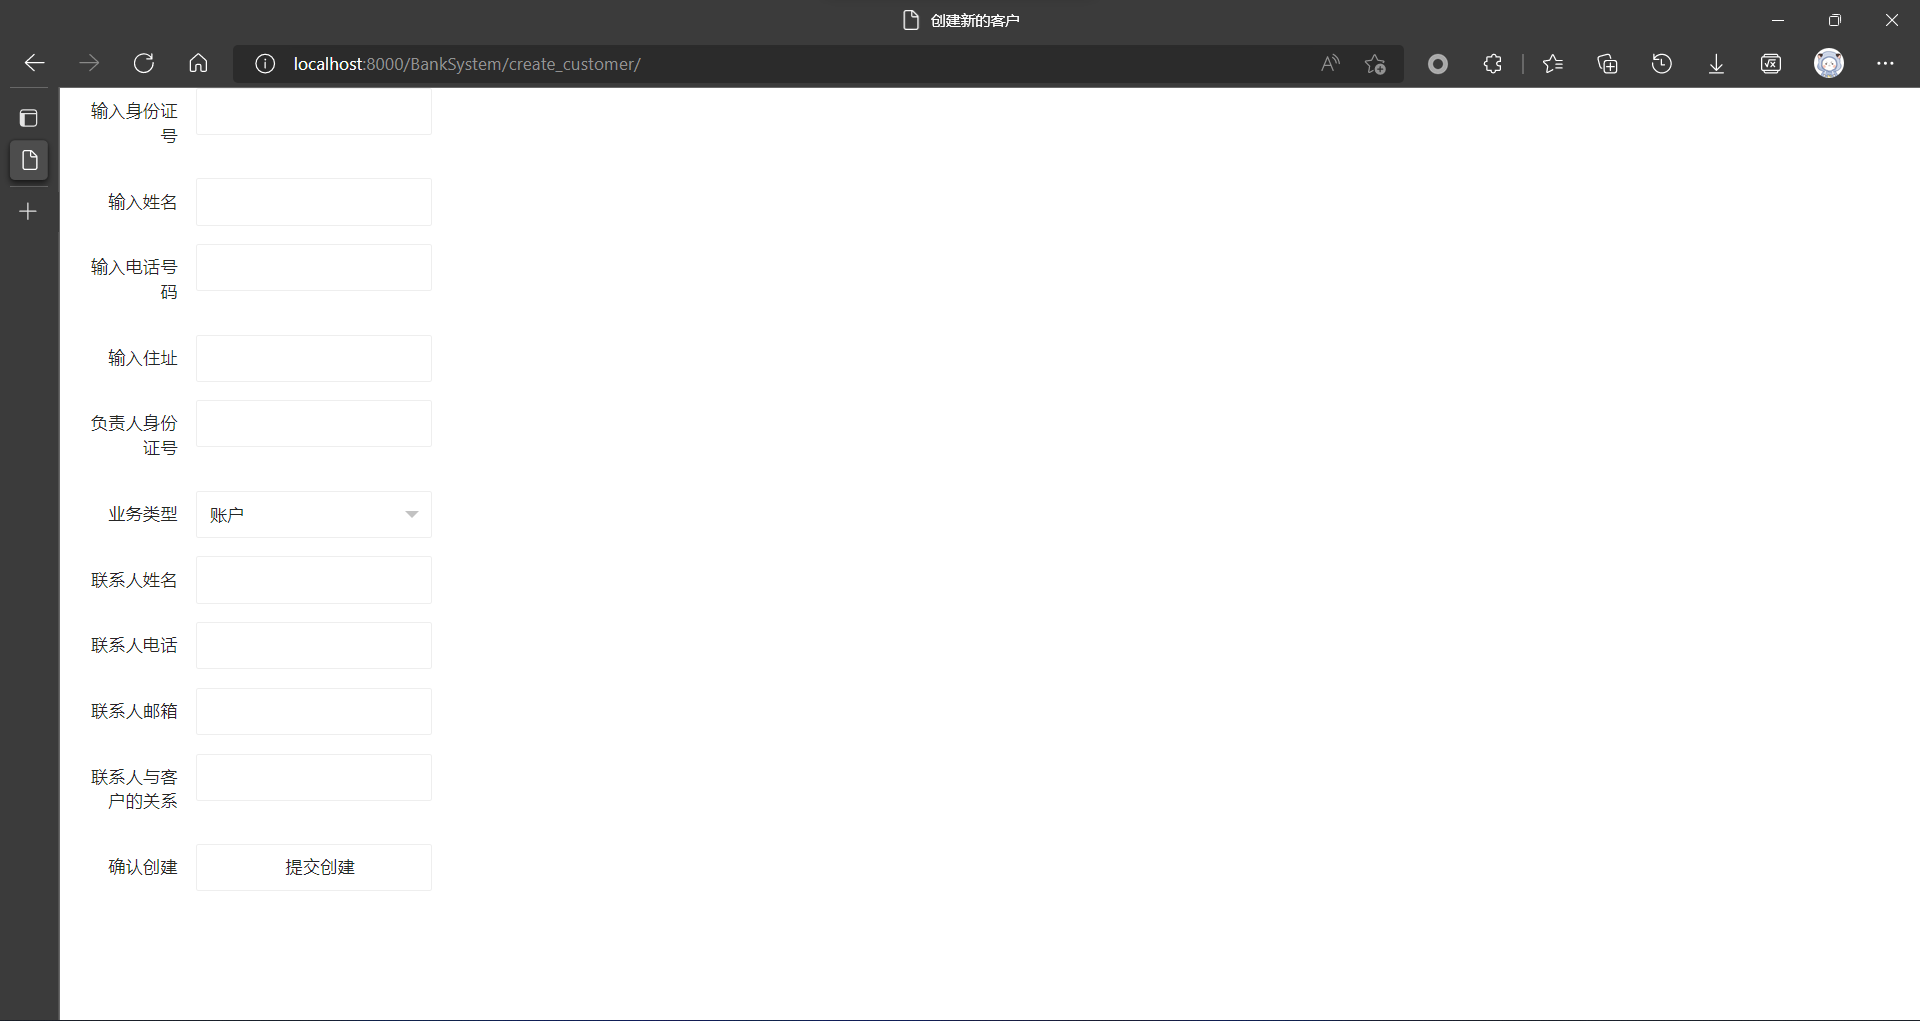 创建新的客户
localhost:8000/BankSystem/create_customer/
输入身份证
号
输入姓名
输入电话号
码
输入住址
负责人身份
证号
业务类型 账户
联系人姓名
联系人电话
联系人邮箱
联系人与客
户的关系
确认创建 提交创建